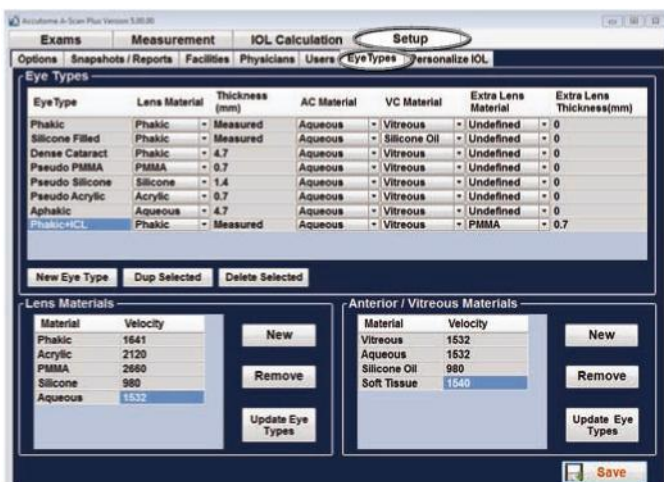 Accutome A-Scan Plus Version 5.00.00
Exams Measurement IOL Calculation Setup
Options Snapshots / Reports Facilities Physicians Users EyeTypes Personalize IOL
Eye Types
EyeType Lens Material Thickness (mm) AC Material VC Material Extra Lens Material Extra Lens Thickness(mm)
Phakic Phakic Measured Aqueous Vitreous Undefined 0
Silicone Filled Phakic Measured Aqueous Silicone Oil Undefined 0
Dense Cataract Phakic 4.7 Aqueous Vitreous Undefined 0
Pseudo PMMA PMMA 0.7 Aqueous Vitreous Undefined 0
Pseudo Silicone Silicone 1.4 Aqueous Vitreous Undefined 0
Pseudo Acrylic Acrylic 0.7 Aqueous Vitreous Undefined 0
Aphakic Aqueous 4.7 Aqueous Vitreous Undefined 0
Phakic+ICL Phakic Measured Aqueous Vitreous PMMA 0.7
New Eye Type Dup Selected Delete Selected
Lens Materials
Material Velocity
Phakic 1641
Acrylic 2120
PMMA 2660
Silicone 980
Aqueous 1532
New
Remove
Update Eye Types
Anterior / Vitreous Materials
Material Velocity
Vitreous 1532
Aqueous 1532
Silicone Oil 980
Soft Tissue 1540
New
Remove
Update Eye Types
Save